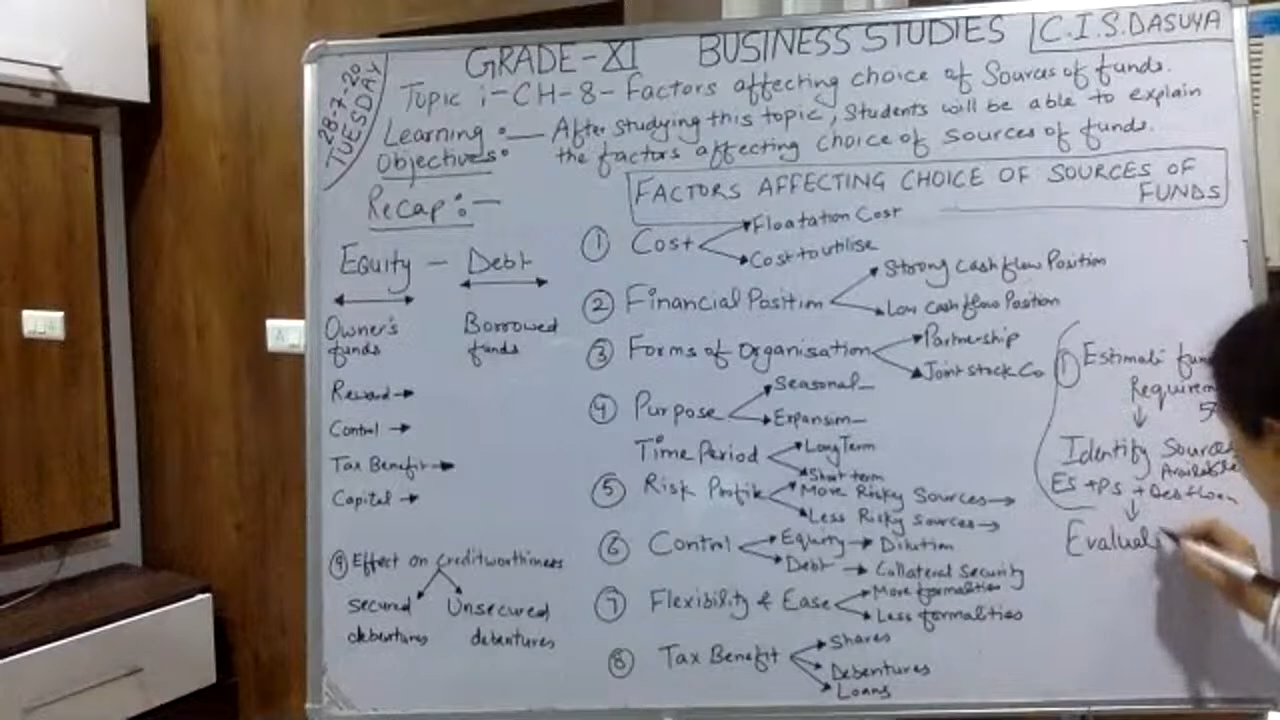 28-7-20
TUESDAY
GRADE-XI BUSINESS STUDIES C.I.S.DASUYA
Topic :- CH-8- Factors affecting choice of Sources of funds.
Learning Objectives :- After studying this topic, Students will be able to explain
the factors affecting choice of sources of funds.
Recap :-
Equity - Debt
Owner's funds
Borrowed funds
Reward →
Control →
Tax Benefit →
Capital →
⑨ Effect on creditworthiness
secured debentures
Unsecured debentures
FACTORS AFFECTING CHOICE OF SOURCES OF
FUNDS
① Cost
Floatation Cost
Cost to utilise
② Financial Position
Strong Cash flow Position
Low Cash flow Position
③ Forms of Organisation
Partnership
Joint stock Co
④ Purpose
Seasonal
Expansion
Time Period
Long Term
Short term
⑤ Risk Profile
More Risky Sources →
Less Risky Sources →
⑥ Control
Equity → Dilution
Debt → Collateral Security
⑦ Flexibility & Ease
More formalities
Less formalities
⑧ Tax Benefit
Shares
Debentures
Loans
①
Identify Sources
Available
ES + PS + Deb +Loan